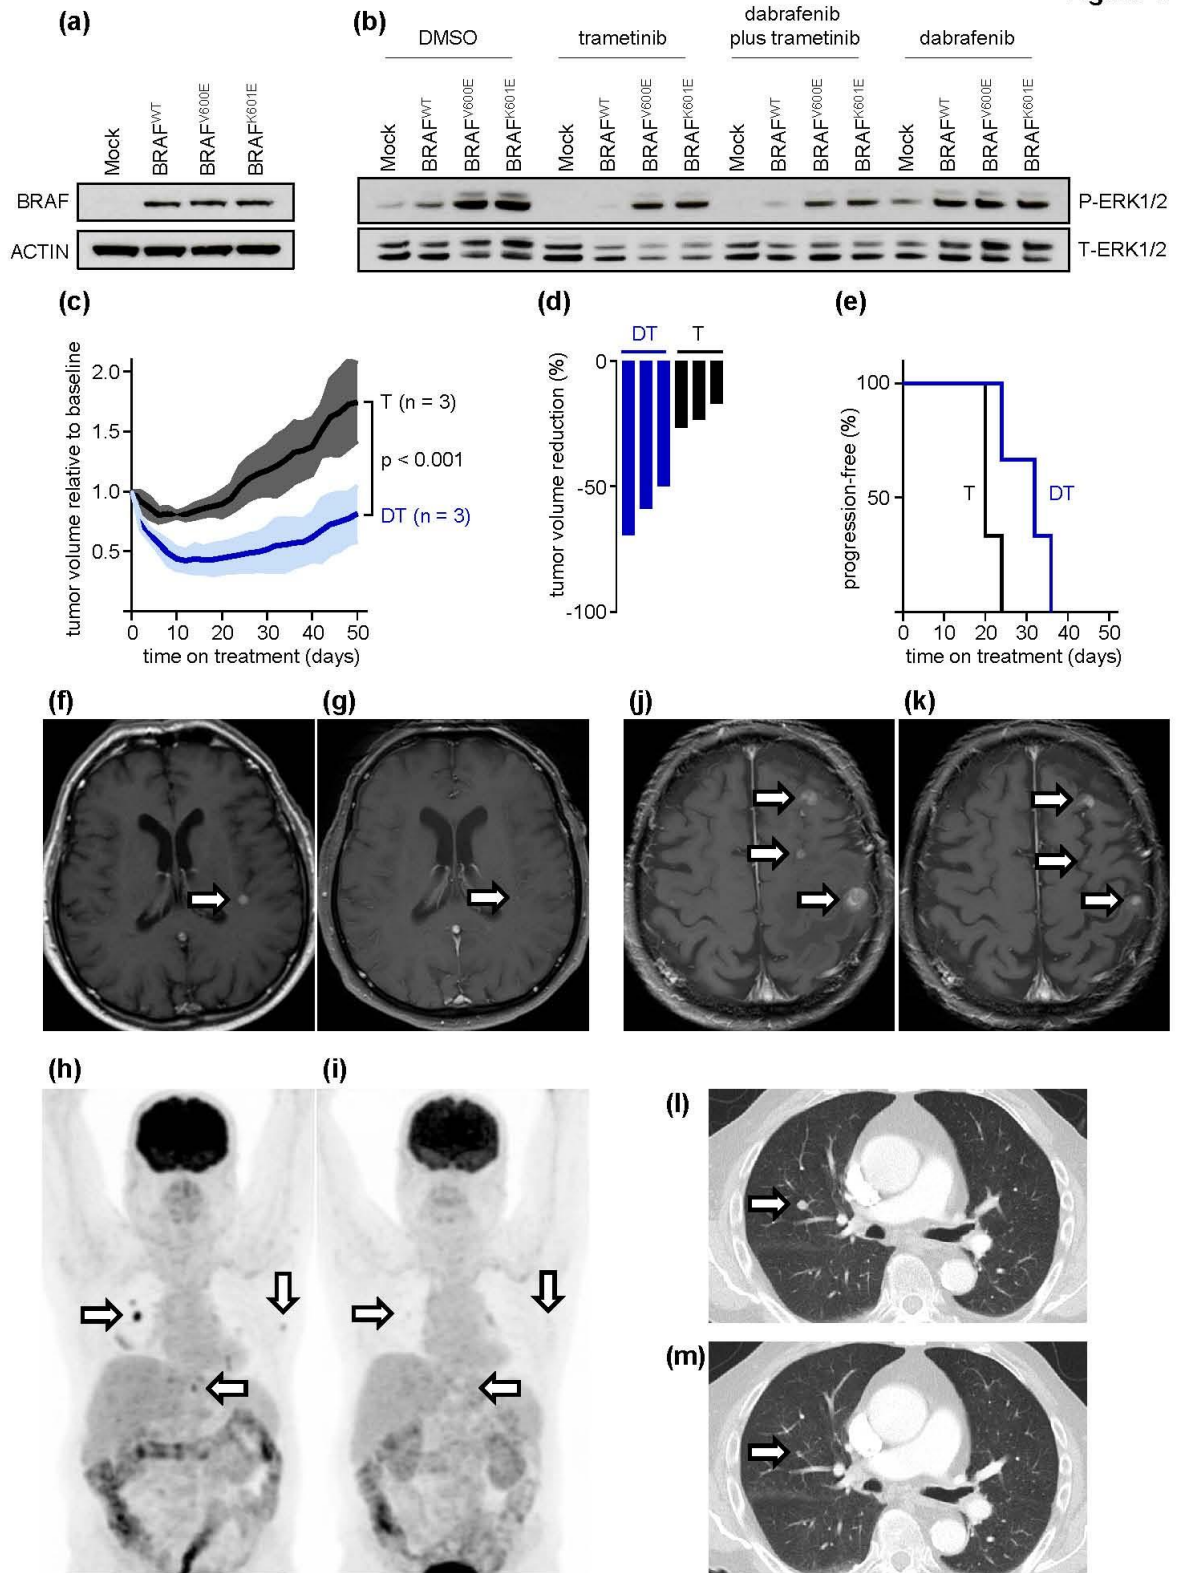 (a)
Mock
BRAFWT
BRAFV600E
BRAFK601E
BRAF
ACTIN
(b)
DMSO
trametinib
dabrafenib
plus trametinib
dabrafenib
Mock
BRAFWT
BRAFV600E
BRAFK601E
Mock
BRAFWT
BRAFV600E
BRAFK601E
Mock
BRAFWT
BRAFV600E
BRAFK601E
Mock
BRAFWT
BRAFV600E
BRAFK601E
P-ERK1/2
T-ERK1/2
(c)
tumor volume relative to baseline
2.0
1.5
1.0
0.5
0 10 20 30 40 50
time on treatment (days)
T (n = 3)
p < 0.001
DT (n = 3)
(d)
DT T
tumor volume reduction (%)
0
-50
-100
(e)
progression-free (%)
100
50
T DT
0 10 20 30 40 50
time on treatment (days)
(f) (g) (j) (k)
(h) (i)
(l)
(m)